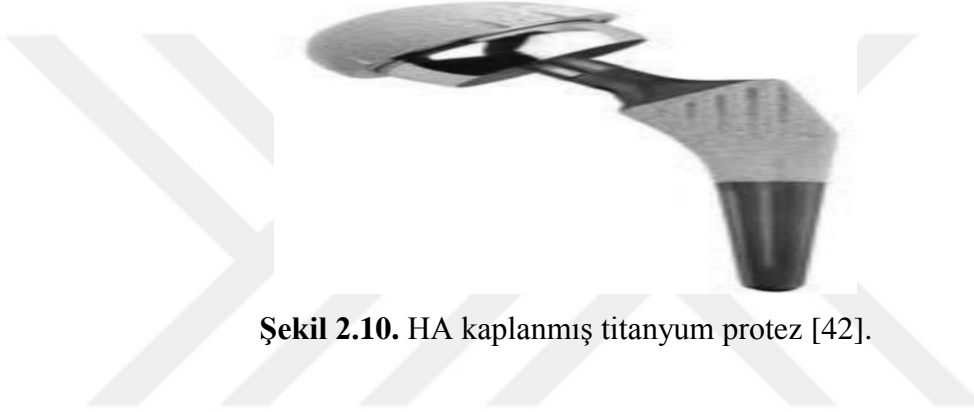 Şekil 2.10. HA kaplanmış titanyum protez [42].